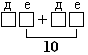 д е д е
+
10